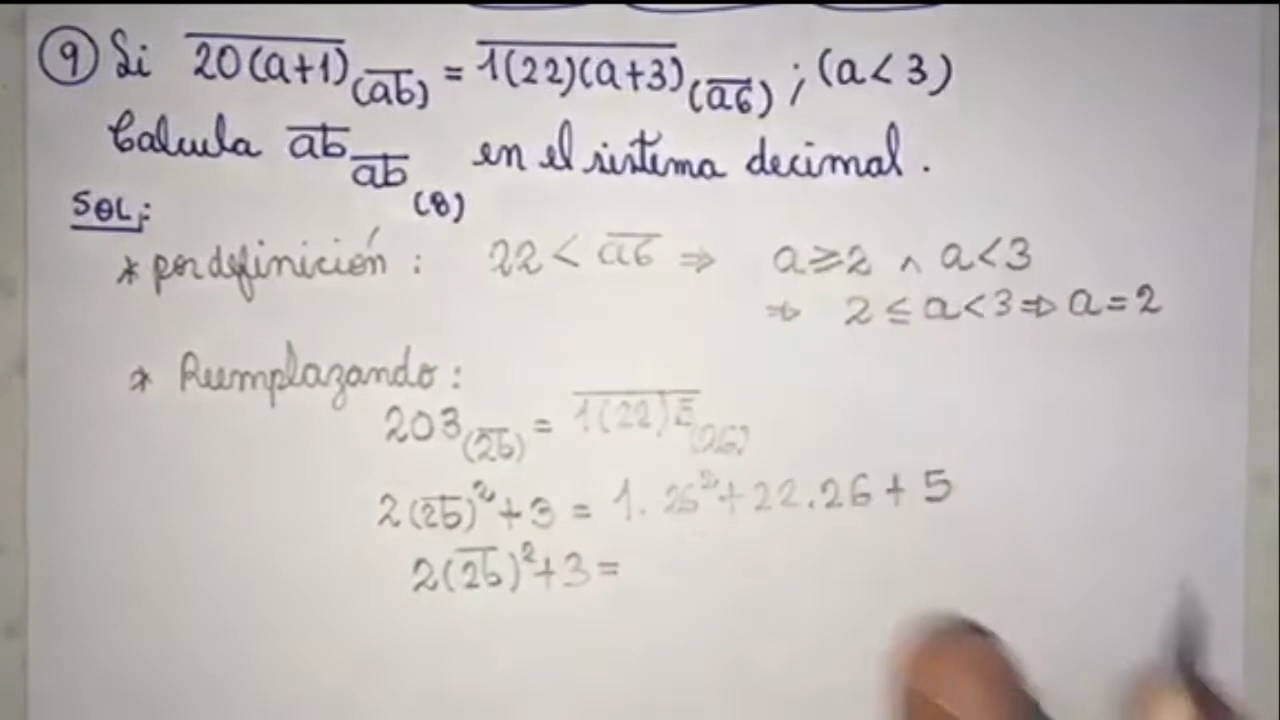 9 Si 20(a+1)(ab) = 1(22)(a+3)(a6) ; (a<3)
Calcula ab ab (8) en el sistema decimal.
SOL:
* por definición : 22 < a6 ⇒ a ≥ 2 ∧ a < 3
⇒ 2 ≤ a < 3 ⇒ a = 2
* Reemplazando :
203(2b) = 1(22)5(26)
2(2b)² + 3 = 1. 26² + 22.26 + 5
2(2b)² + 3 =